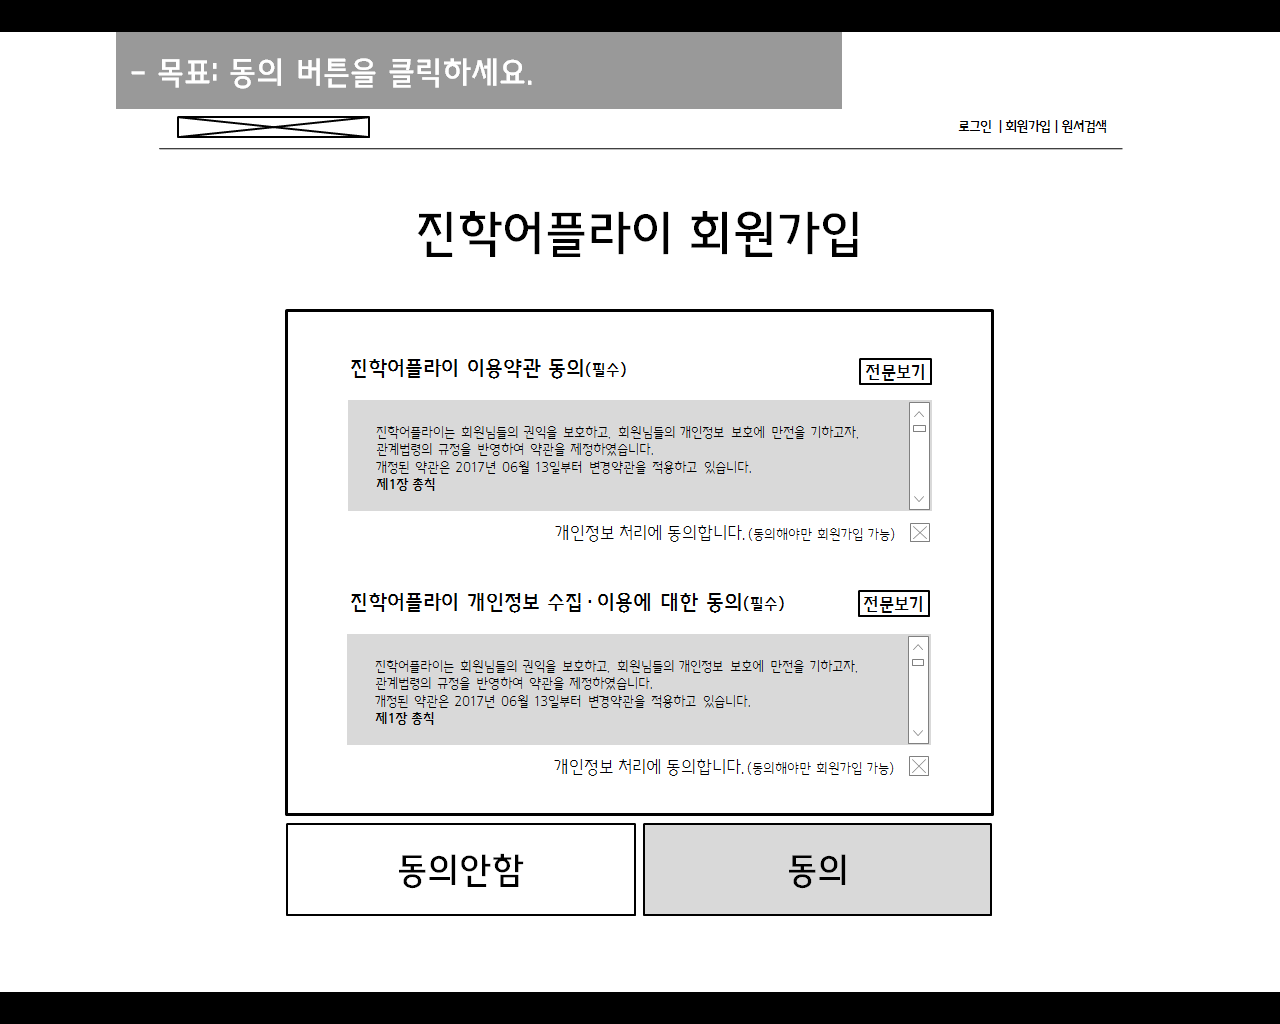 - 목표: 동의 버튼을 클릭하세요.
로그인 | 회원가입 | 원서검색
진학어플라이 회원가입
진학어플라이 이용약관 동의(필수)
전문보기
진학어플라이는 회원님들의 권익을 보호하고, 회원님들의 개인정보 보호에 만전을 기하고자,
관계법령의 규정을 반영하여 약관을 제정하였습니다.
개정된 약관은 2017년 06월 13일부터 변경약관을 적용하고 있습니다.
제1장 총칙
개인정보 처리에 동의합니다. (동의해야만 회원가입 가능)
진학어플라이 개인정보 수집·이용에 대한 동의(필수)
전문보기
진학어플라이는 회원님들의 권익을 보호하고, 회원님들의 개인정보 보호에 만전을 기하고자,
관계법령의 규정을 반영하여 약관을 제정하였습니다.
개정된 약관은 2017년 06월 13일부터 변경약관을 적용하고 있습니다.
제1장 총칙
개인정보 처리에 동의합니다. (동의해야만 회원가입 가능)
동의안함
동의